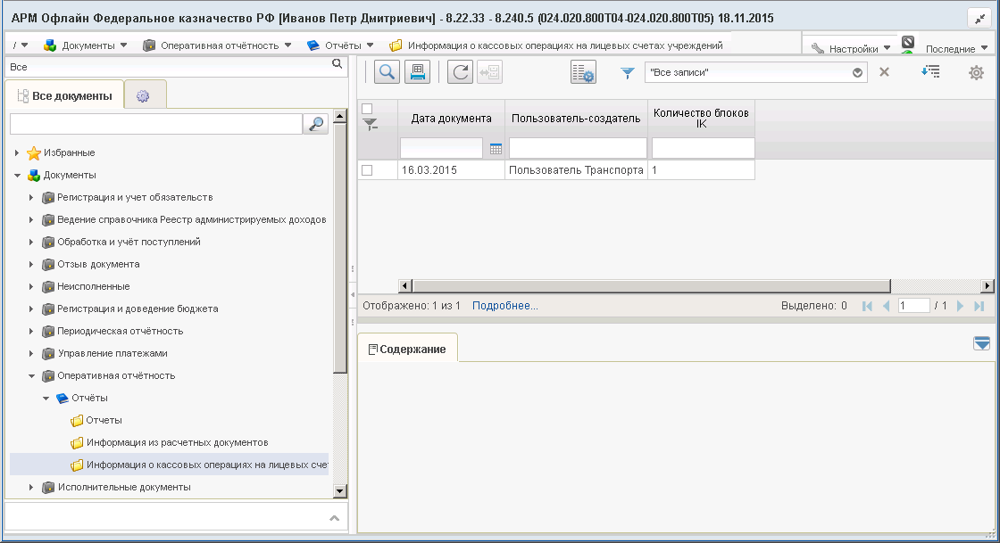 АРМ Офлайн Федеральное казначейство РФ [Иванов Петр Дмитриевич] - 8.22.33 - 8.240.5 (024.020.800T04-024.020.800T05) 18.11.2015
/ Документы Оперативная отчётность Отчёты Информация о кассовых операциях на лицевых счетах учреждений Настройки Последние
Все
"Все записи"
Все документы
Дата документа Пользователь-создатель Количество блоков
IK
16.03.2015 Пользователь Транспорта 1
Избранные
Документы
Регистрация и учет обязательств
Ведение справочника Реестр администрируемых доходов
Обработка и учёт поступлений
Отзыв документа
Неисполненные
Регистрация и доведение бюджета
Периодическая отчётность
Управление платежами
Оперативная отчётность
Отчёты
Отчеты
Информация из расчетных документов
Информация о кассовых операциях на лицевых сче
Исполнительные документы
Отображено: 1 из 1 Подробнее... Выделено: 0 1 / 1
Содержание